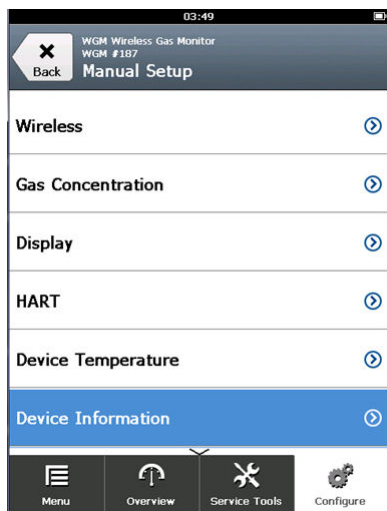 03:49
WGM Wireless Gas Monitor
WGM #187
Back
Manual Setup
Wireless
Gas Concentration
Display
HART
Device Temperature
Device Information
Menu
Overview
Service Tools
Configure